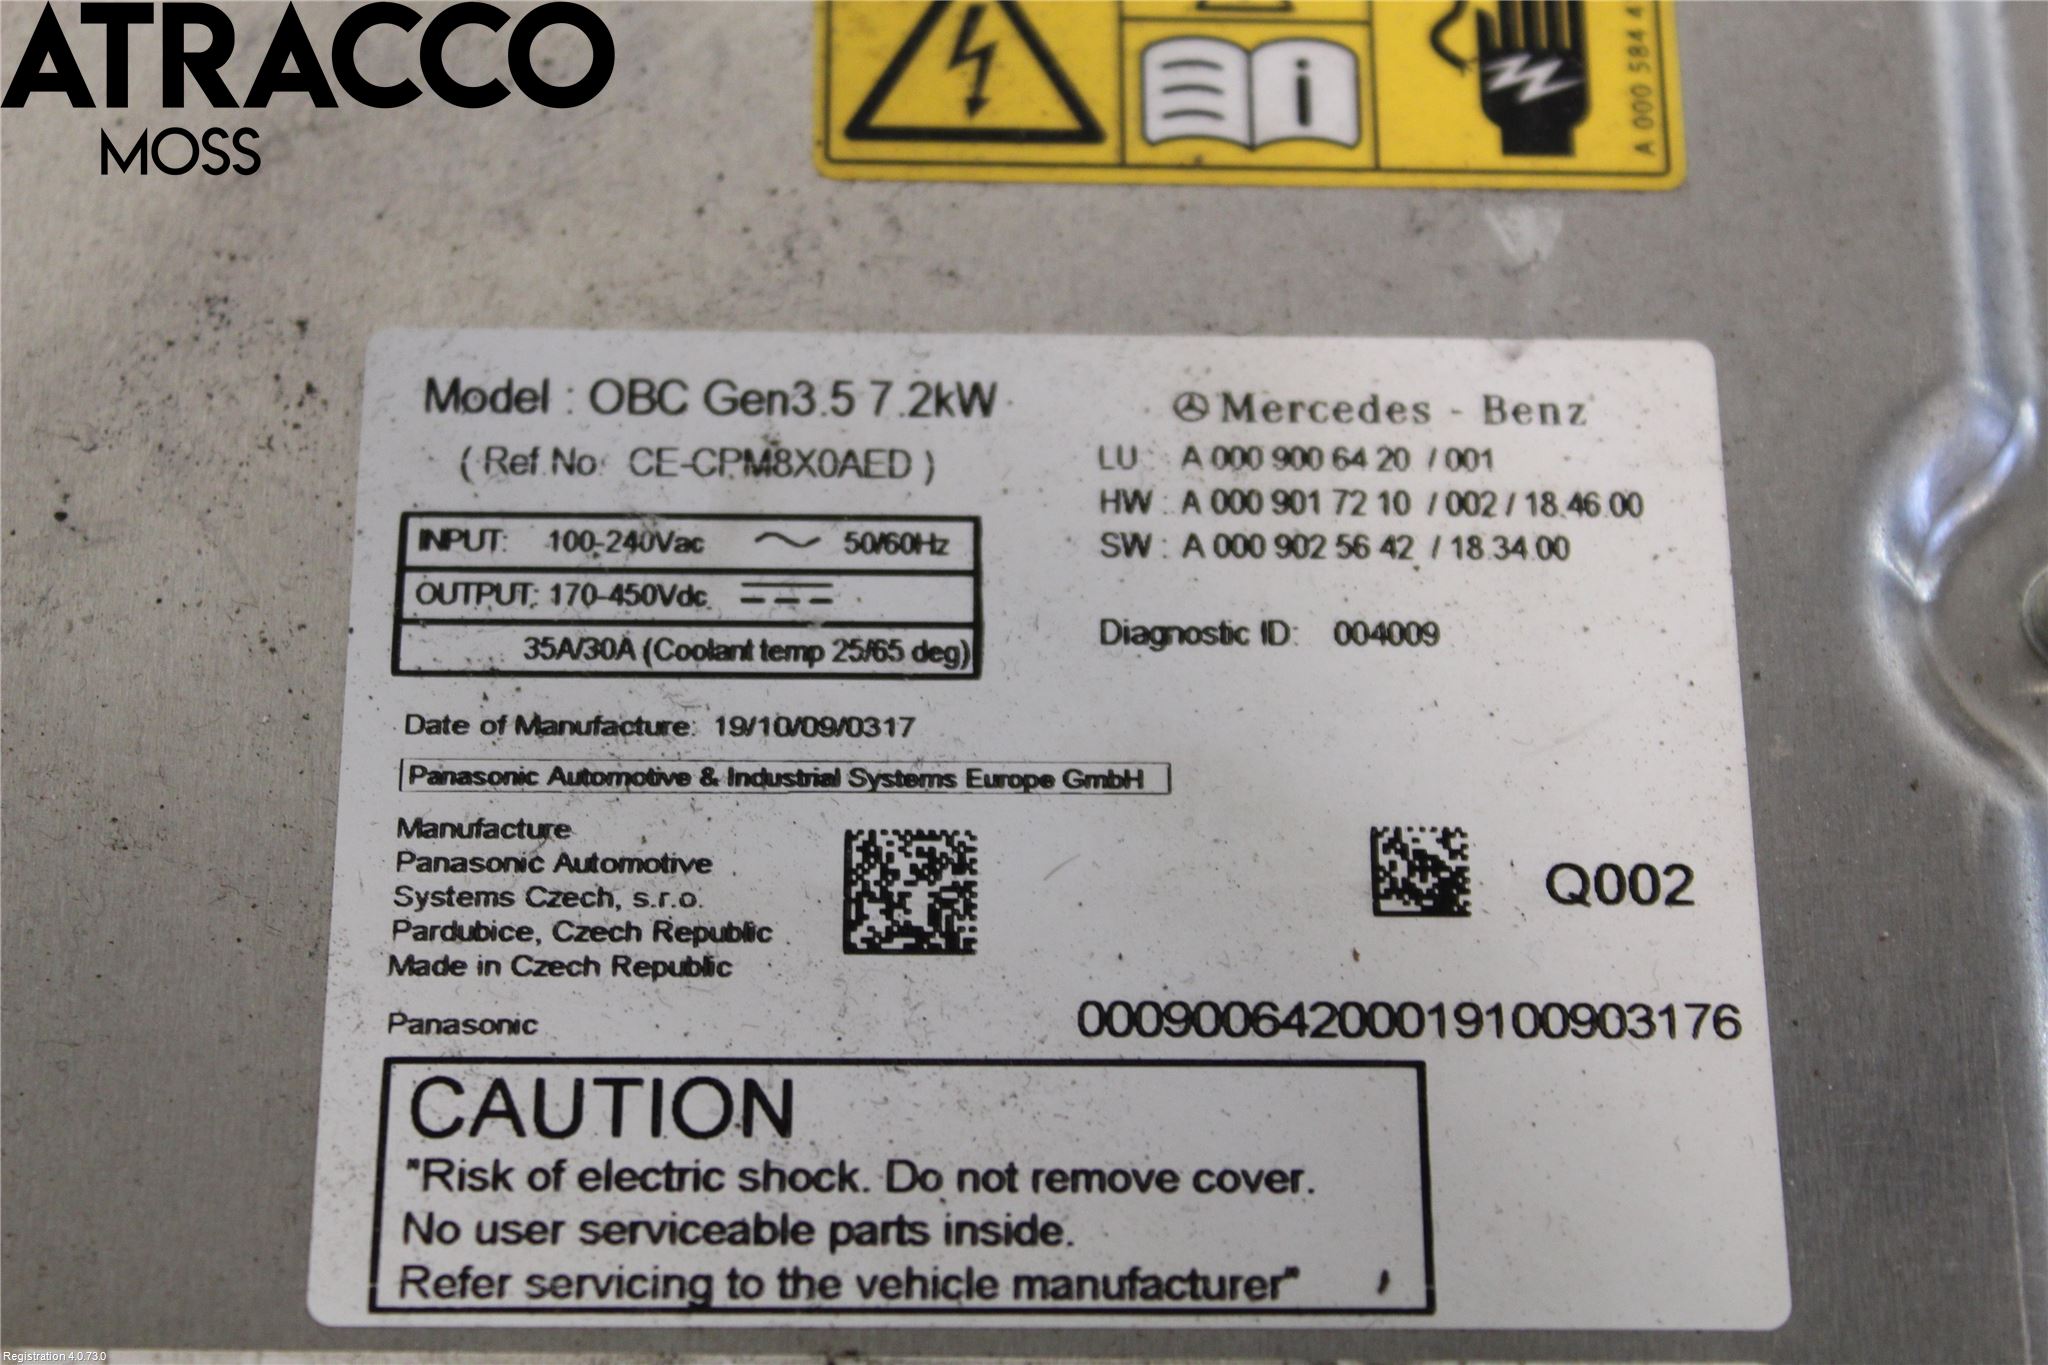 ATRACCO
MOSS
i
A 000 584 4
Model : OBC Gen3.5 7.2kW
( Ref.No: CE-CPM8X0AED )
INPUT: 100-240Vac 50/60Hz
OUTPUT: 170-450Vdc
35A/30A (Coolant temp 25/65 deg)
Mercedes - Benz
LU : A 000 900 64 20 / 001
HW : A 000 901 72 10 / 002 / 18.46.00
SW : A 000 902 56 42 / 18.34.00
Diagnostic ID: 004009
Date of Manufacture: 19/10/09/0317
Panasonic Automotive & Industrial Systems Europe GmbH
Manufacture
Panasonic Automotive
Systems Czech, s.r.o.
Pardubice, Czech Republic
Made in Czech Republic
Q002
Panasonic
00090064200019100903176
CAUTION
"Risk of electric shock. Do not remove cover.
No user serviceable parts inside.
Refer servicing to the vehicle manufacturer"
Registration 4.0.73.0